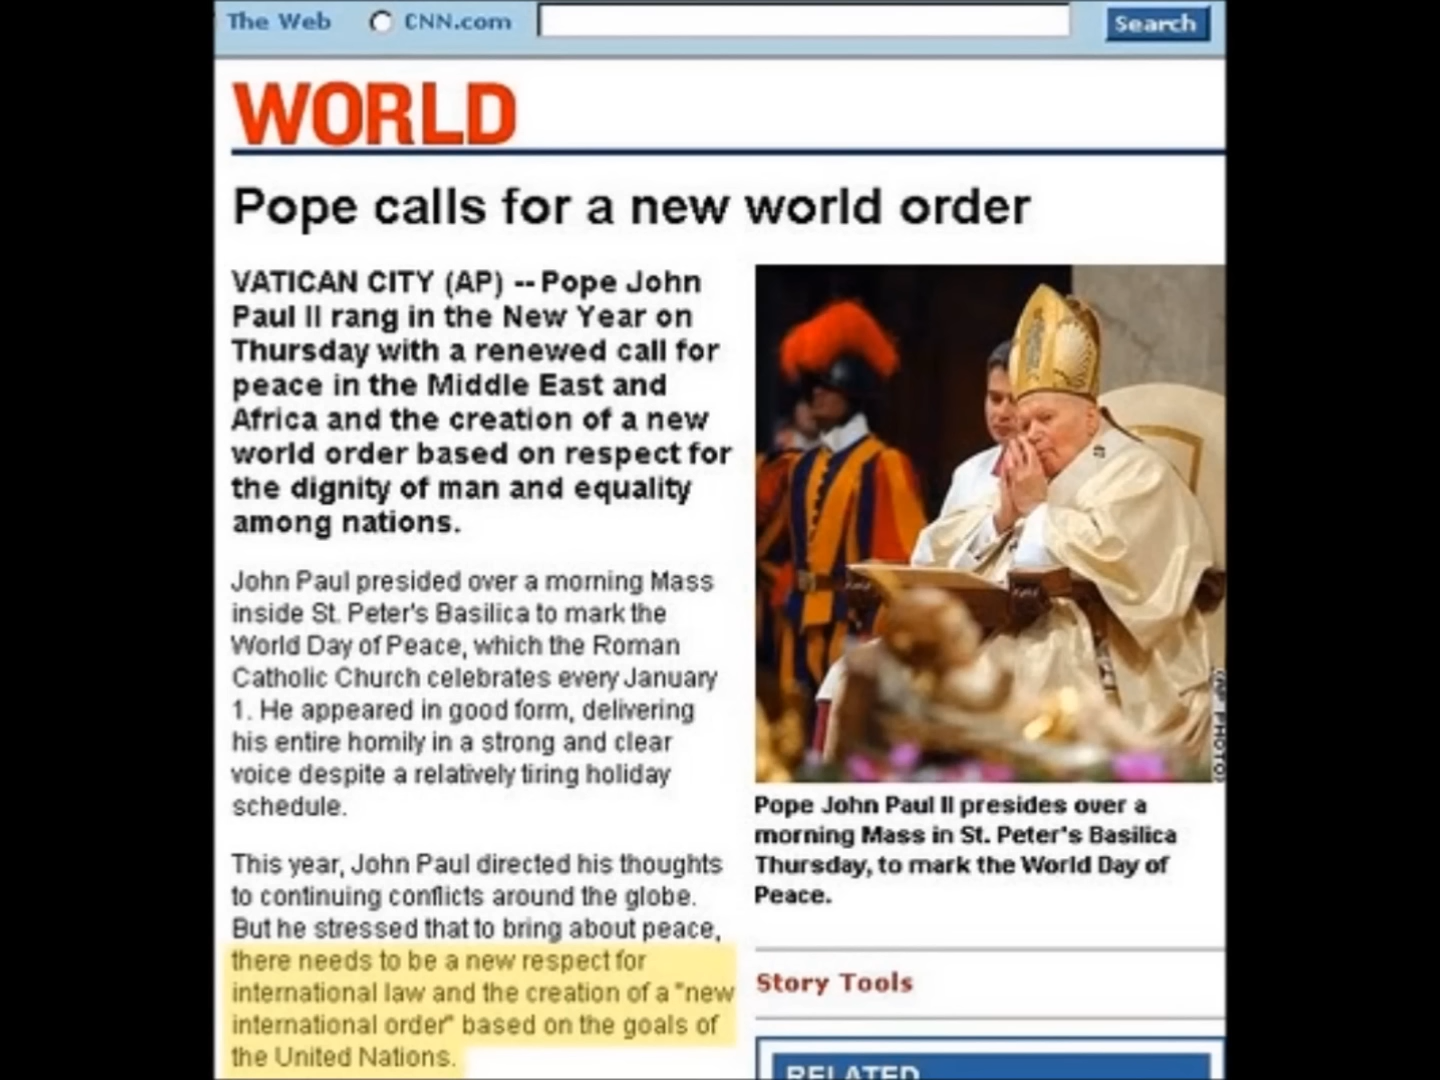 The Web CNN.com Search
WORLD
Pope calls for a new world order
VATICAN CITY (AP) -- Pope John
Paul II rang in the New Year on
Thursday with a renewed call for
peace in the Middle East and
Africa and the creation of a new
world order based on respect for
the dignity of man and equality
among nations.
John Paul presided over a morning Mass
inside St. Peter's Basilica to mark the
World Day of Peace, which the Roman
Catholic Church celebrates every January
1. He appeared in good form, delivering
his entire homily in a strong and clear
voice despite a relatively tiring holiday
schedule.
This year, John Paul directed his thoughts
to continuing conflicts around the globe.
But he stressed that to bring about peace,
there needs to be a new respect for
international law and the creation of a "new
international order" based on the goals of
the United Nations.
(AP PHOTO)
Pope John Paul II presides over a
morning Mass in St. Peter's Basilica
Thursday, to mark the World Day of
Peace.
Story Tools
RELATED